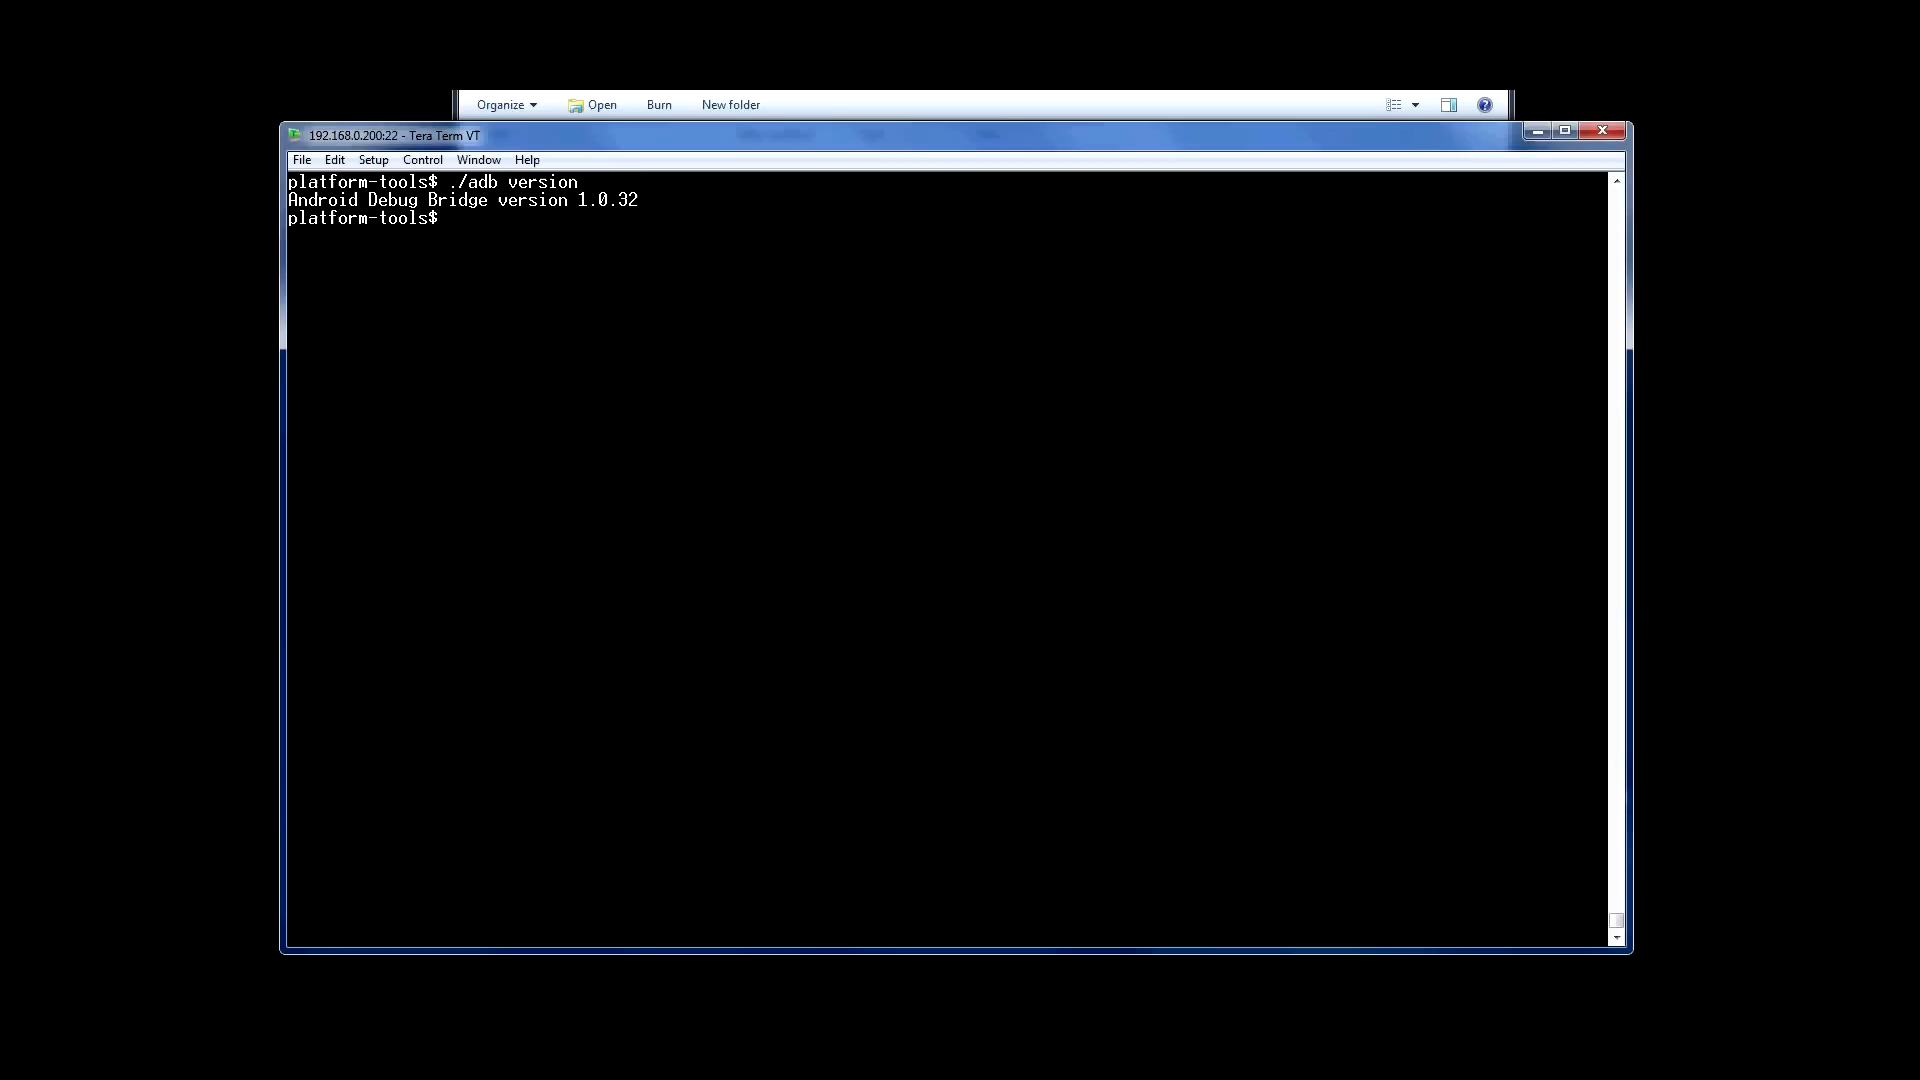 Organize Open Burn New folder
192.168.0.200:22 - Tera Term VT
File Edit Setup Control Window Help
platform-tools$ ./adb version
Android Debug Bridge version 1.0.32
platform-tools$